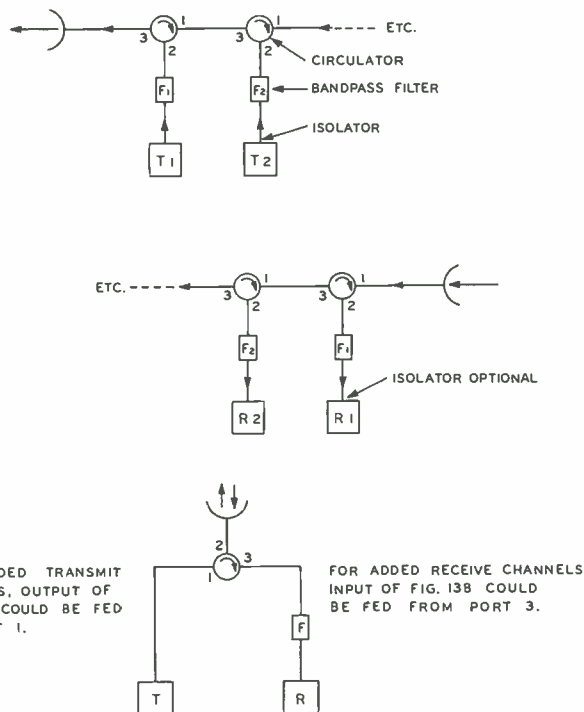 3 1 3 1 ETC.
2 2
CIRCULATOR
F1 F2 BANDPASS FILTER
ISOLATOR
T1 T2
ETC. 3 1 3 1
2 2
F2 F1
ISOLATOR OPTIONAL
R2 R1
2 3
1
DED TRANSMIT
S, OUTPUT OF
COULD BE FED
T 1.
FOR ADDED RECEIVE CHANNELS
INPUT OF FIG. 13B COULD
BE FED FROM PORT 3.
F
T R